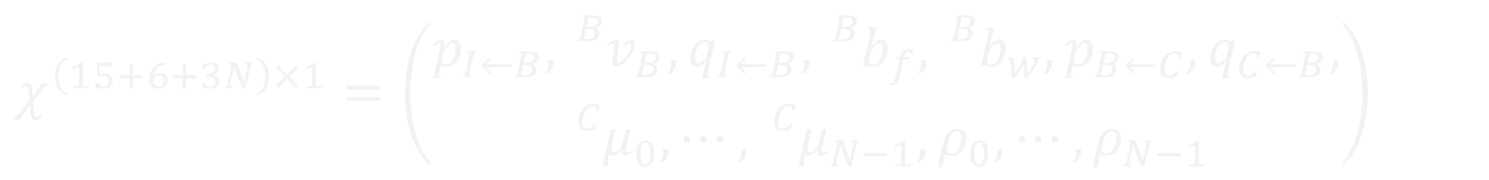 χ^{(15+6+3N)×1} = (p_{I←B}, ^{B}v_{B}, q_{I←B}, ^{B}b_{f}, ^{B}b_{w}, p_{B←C}, q_{C←B},
^{C}μ_{0}, ⋯, ^{C}μ_{N−1}, ρ_{0}, ⋯, ρ_{N−1})